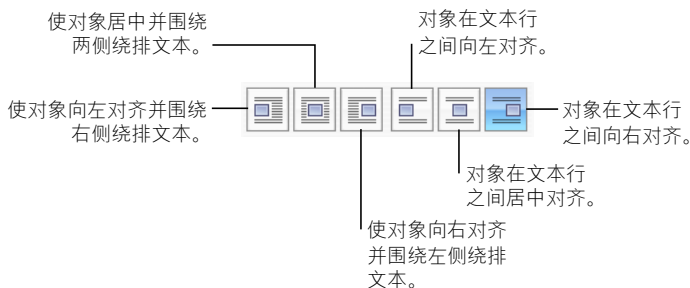 使对象居中并围绕
两侧绕排文本。
对象在文本行
之间向左对齐。
使对象向左对齐并围绕
右侧绕排文本。
对象在文本行
之间向右对齐。
对象在文本行
之间居中对齐。
使对象向右对齐
并围绕左侧绕排
文本。